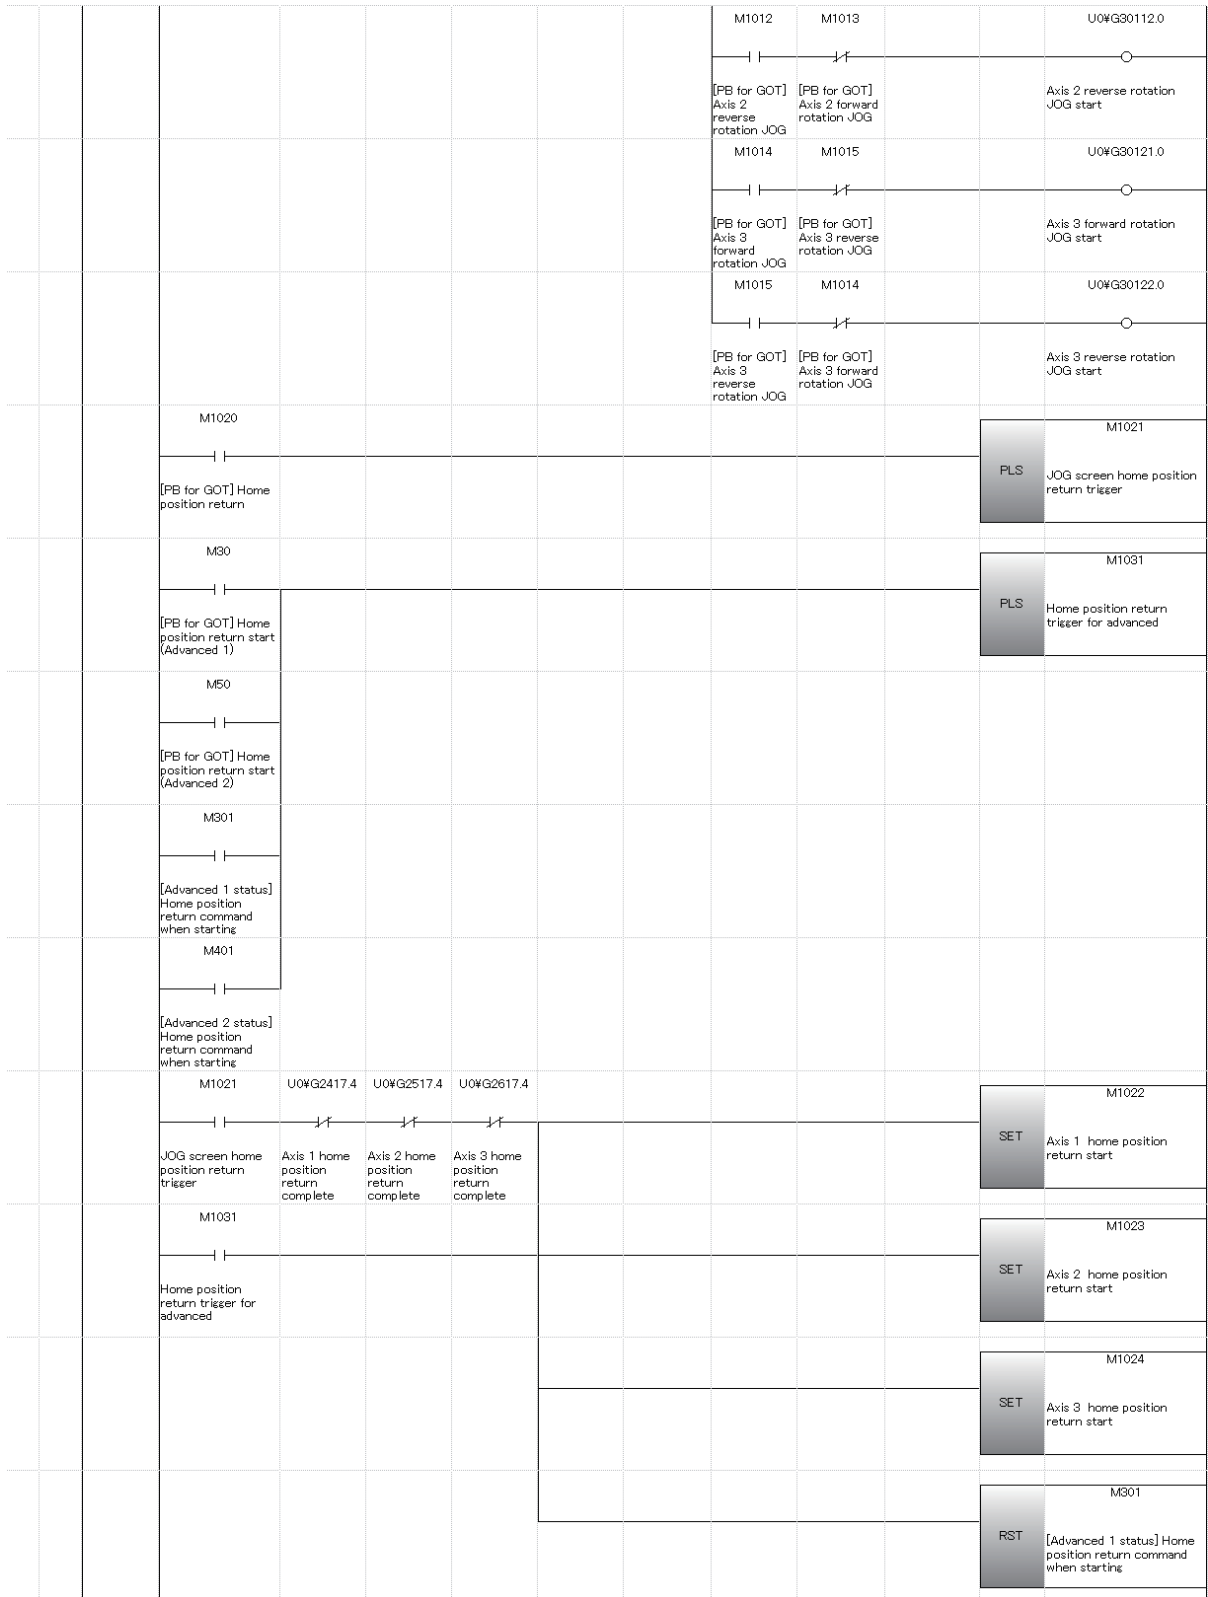 M1012 M1013 U0¥G30112.0
[PB for GOT] [PB for GOT] Axis 2 reverse rotation
Axis 2 Axis 2 forward JOG start
reverse rotation JOG
rotation JOG
M1014 M1015 U0¥G30121.0
[PB for GOT] [PB for GOT] Axis 3 forward rotation
Axis 3 Axis 3 reverse JOG start
forward rotation JOG
rotation JOG
M1015 M1014 U0¥G30122.0
[PB for GOT] [PB for GOT] Axis 3 reverse rotation
Axis 3 Axis 3 forward JOG start
reverse rotation JOG
rotation JOG
M1020 M1021
PLS
[PB for GOT] Home JOG screen home position
position return return trigger
M30 M1031
PLS
[PB for GOT] Home Home position return
position return start trigger for advanced
(Advanced 1)
M50
[PB for GOT] Home
position return start
(Advanced 2)
M301
[Advanced 1 status]
Home position
return command
when starting
M401
[Advanced 2 status]
Home position
return command
when starting
M1021 U0¥G2417.4 U0¥G2517.4 U0¥G2617.4 M1022
SET
JOG screen home Axis 1 home Axis 2 home Axis 3 home Axis 1 home position
position return position position position return start
trigger return return return
complete complete complete
M1031 M1023
SET
Home position Axis 2 home position
return trigger for return start
advanced
M1024
SET
Axis 3 home position
return start
M301
RST
[Advanced 1 status] Home
position return command
when starting